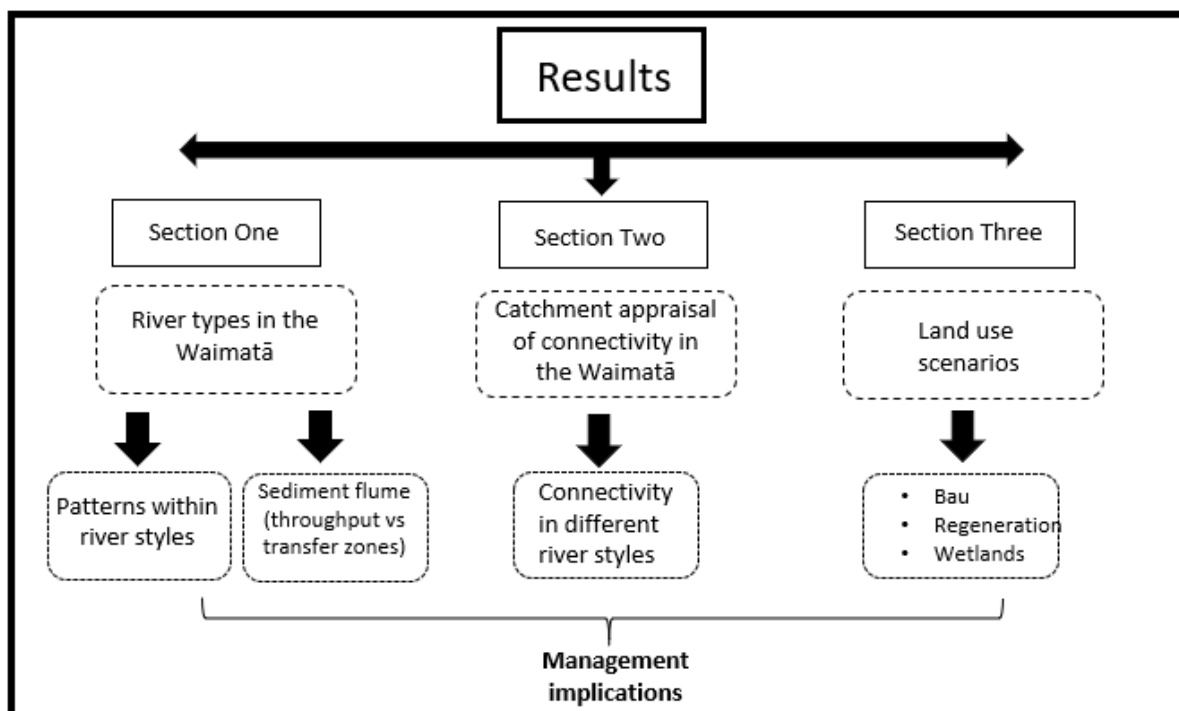 Results
Section One
Section Two
Section Three
River types in the
Waimatā
Catchment appraisal
of connectivity in
the Waimatā
Land use
scenarios
Patterns within
river styles
Sediment flume
(throughput vs
transfer zones)
Connectivity
in different
river styles
• Bau
• Regeneration
• Wetlands
Management
implications